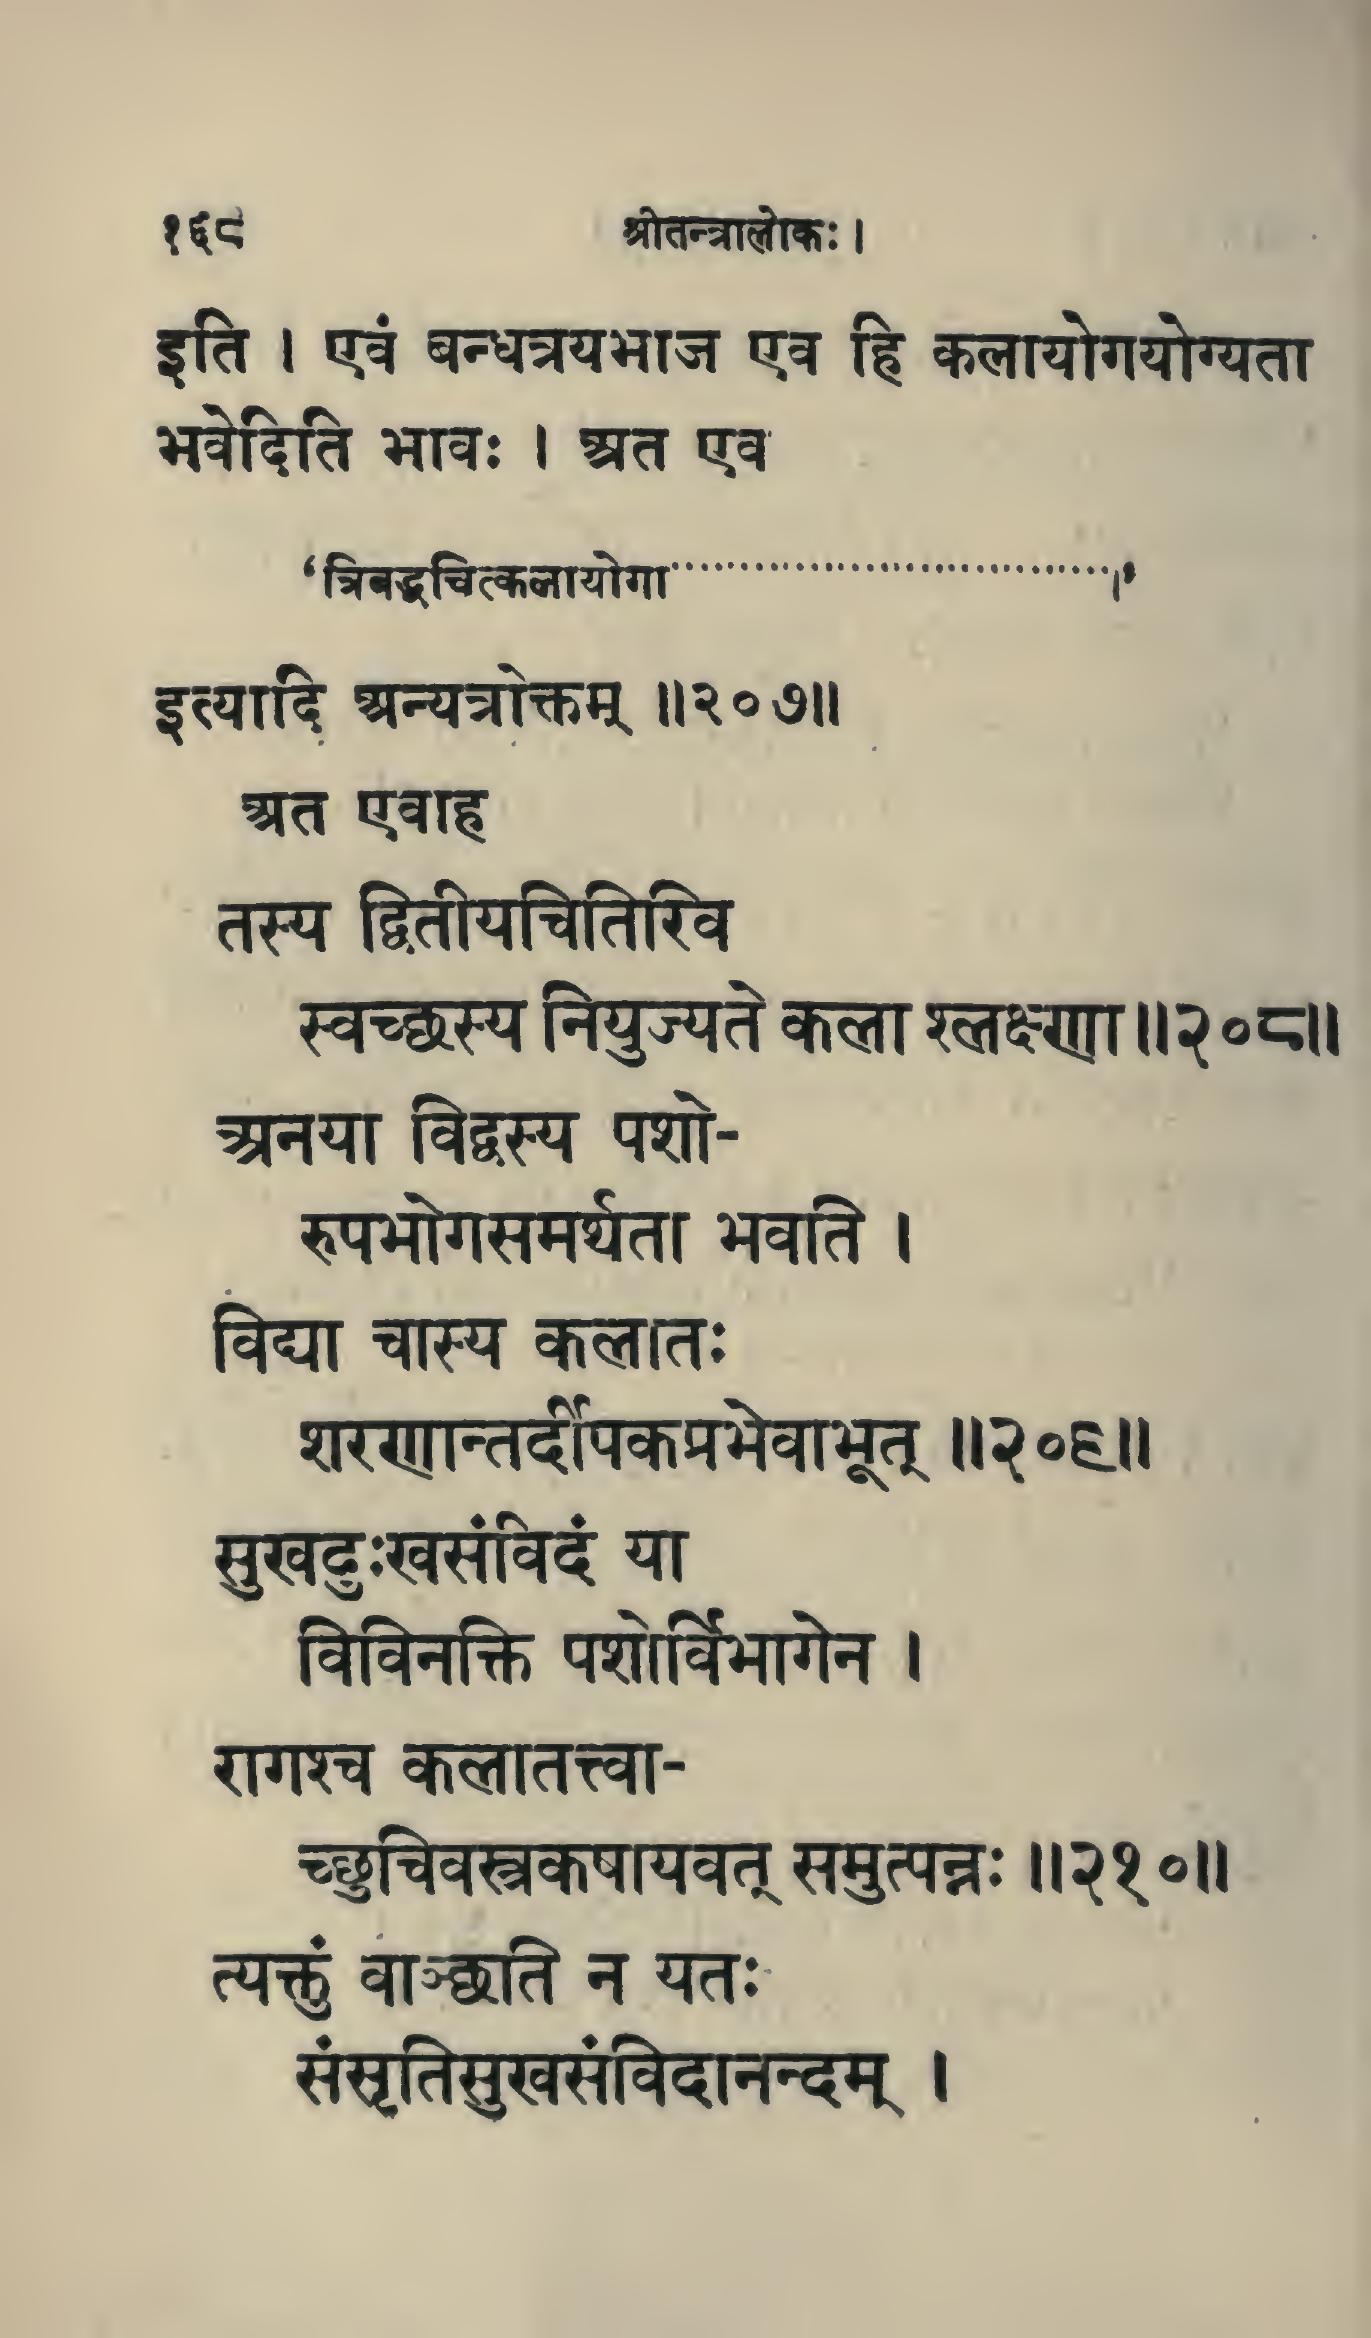 १६८ श्रीतन्त्रालोकः ।
इति । एवं बन्धत्रयभाज एव हि कलायोगयोग्यता
भवेदिति भावः । अत एव
‘त्रिबद्धचित्कलायोगा...............................।’
इत्यादि अन्यत्रोक्तम् ॥२०७॥
अत एवाह
तस्य द्वितीयचितिरिव
स्वच्छस्य नियुज्यते कला श्लक्ष्णा॥२०८॥
अनया विद्धस्य पशो-
रुपभोगसमर्थता भवति ।
विद्या चास्य कलातः
शरणान्तर्दीपकप्रभेवाभूत् ॥२०९॥
सुखदुःखसंविदं या
विविनक्ति पशोर्विभागेन ।
रागश्च कलातत्त्वा-
च्छुचिवस्त्रकषायवत् समुत्पन्नः ॥२१०॥
त्यक्तुं वाञ्छति न यतः
संसृतिसुखसंविदानन्दम् ।